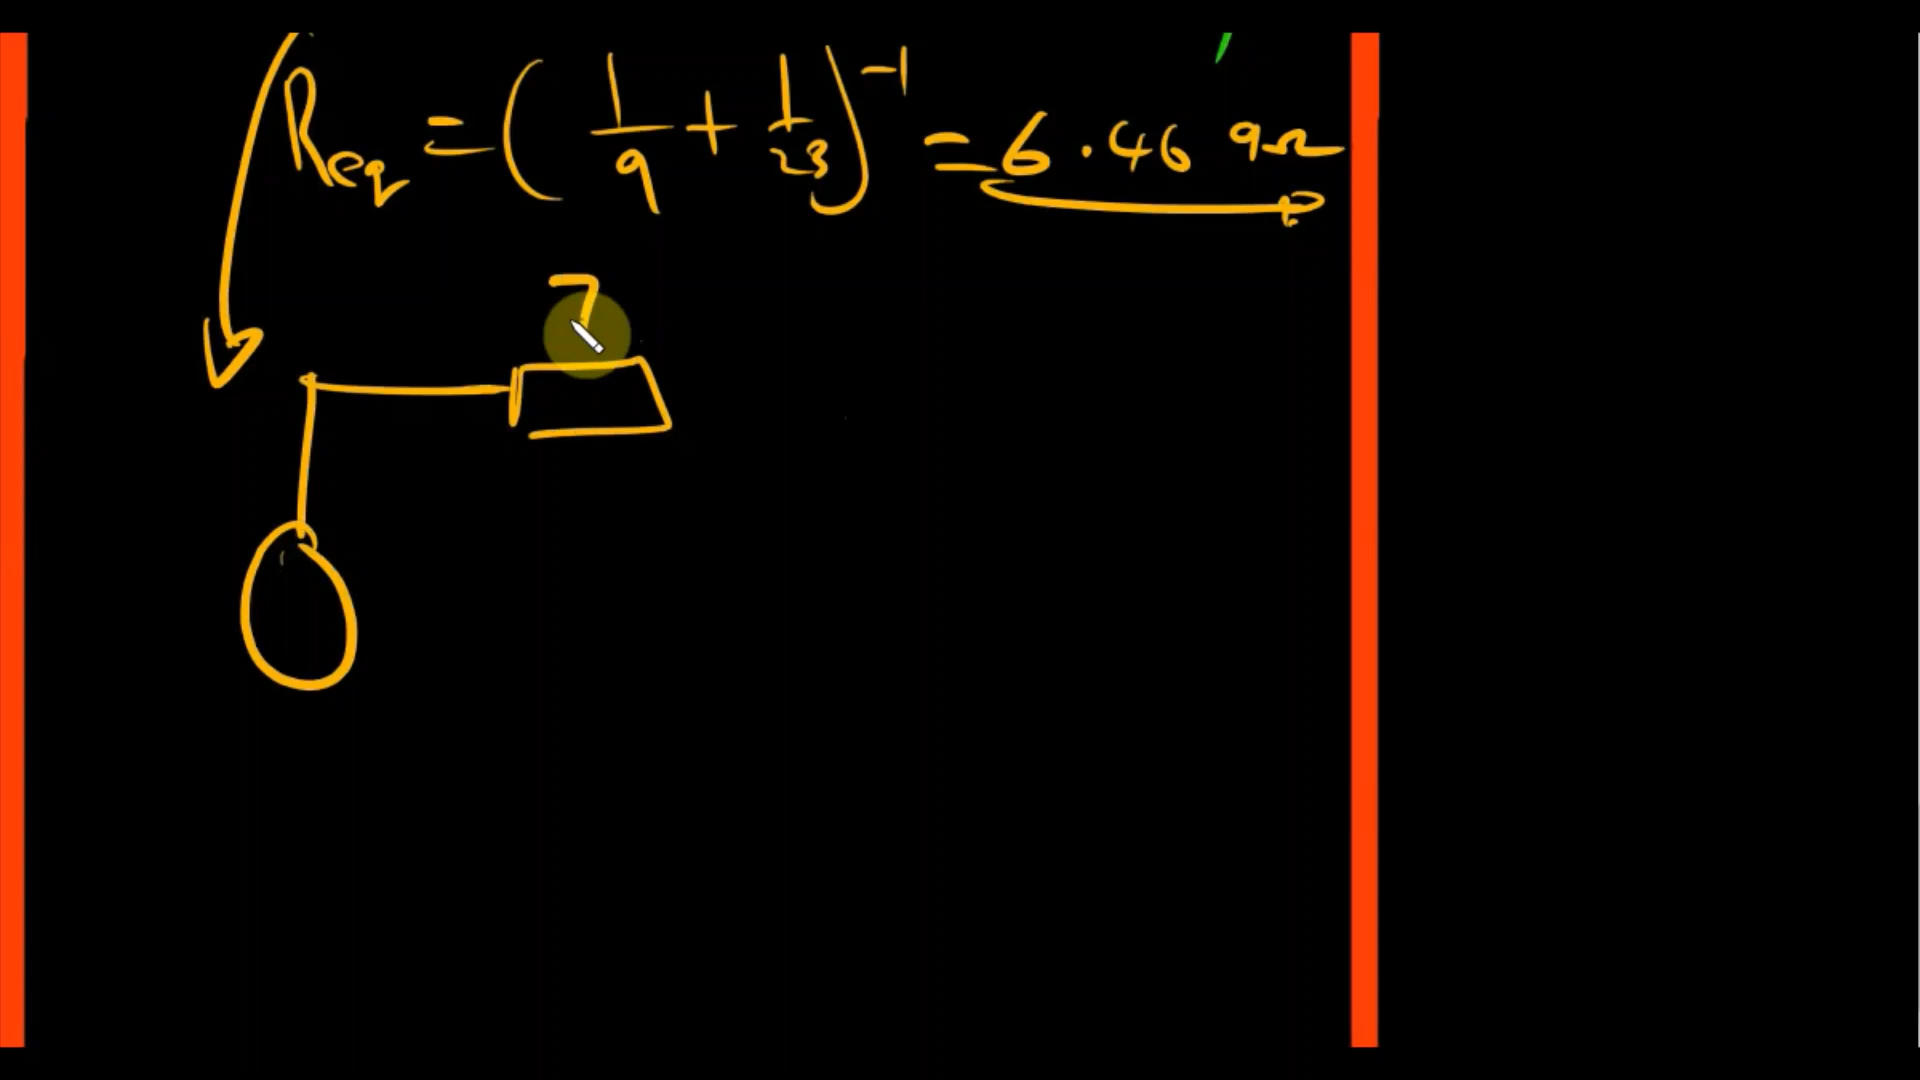 Req = (1/9 + 1/23)^-1 = 6.469Ω
7